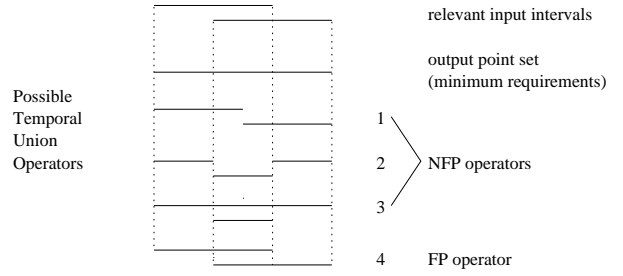 relevant input intervals
output point set
(minimum requirements)
Possible
Temporal
Union
Operators
1
2
3
4
NFP operators
FP operator